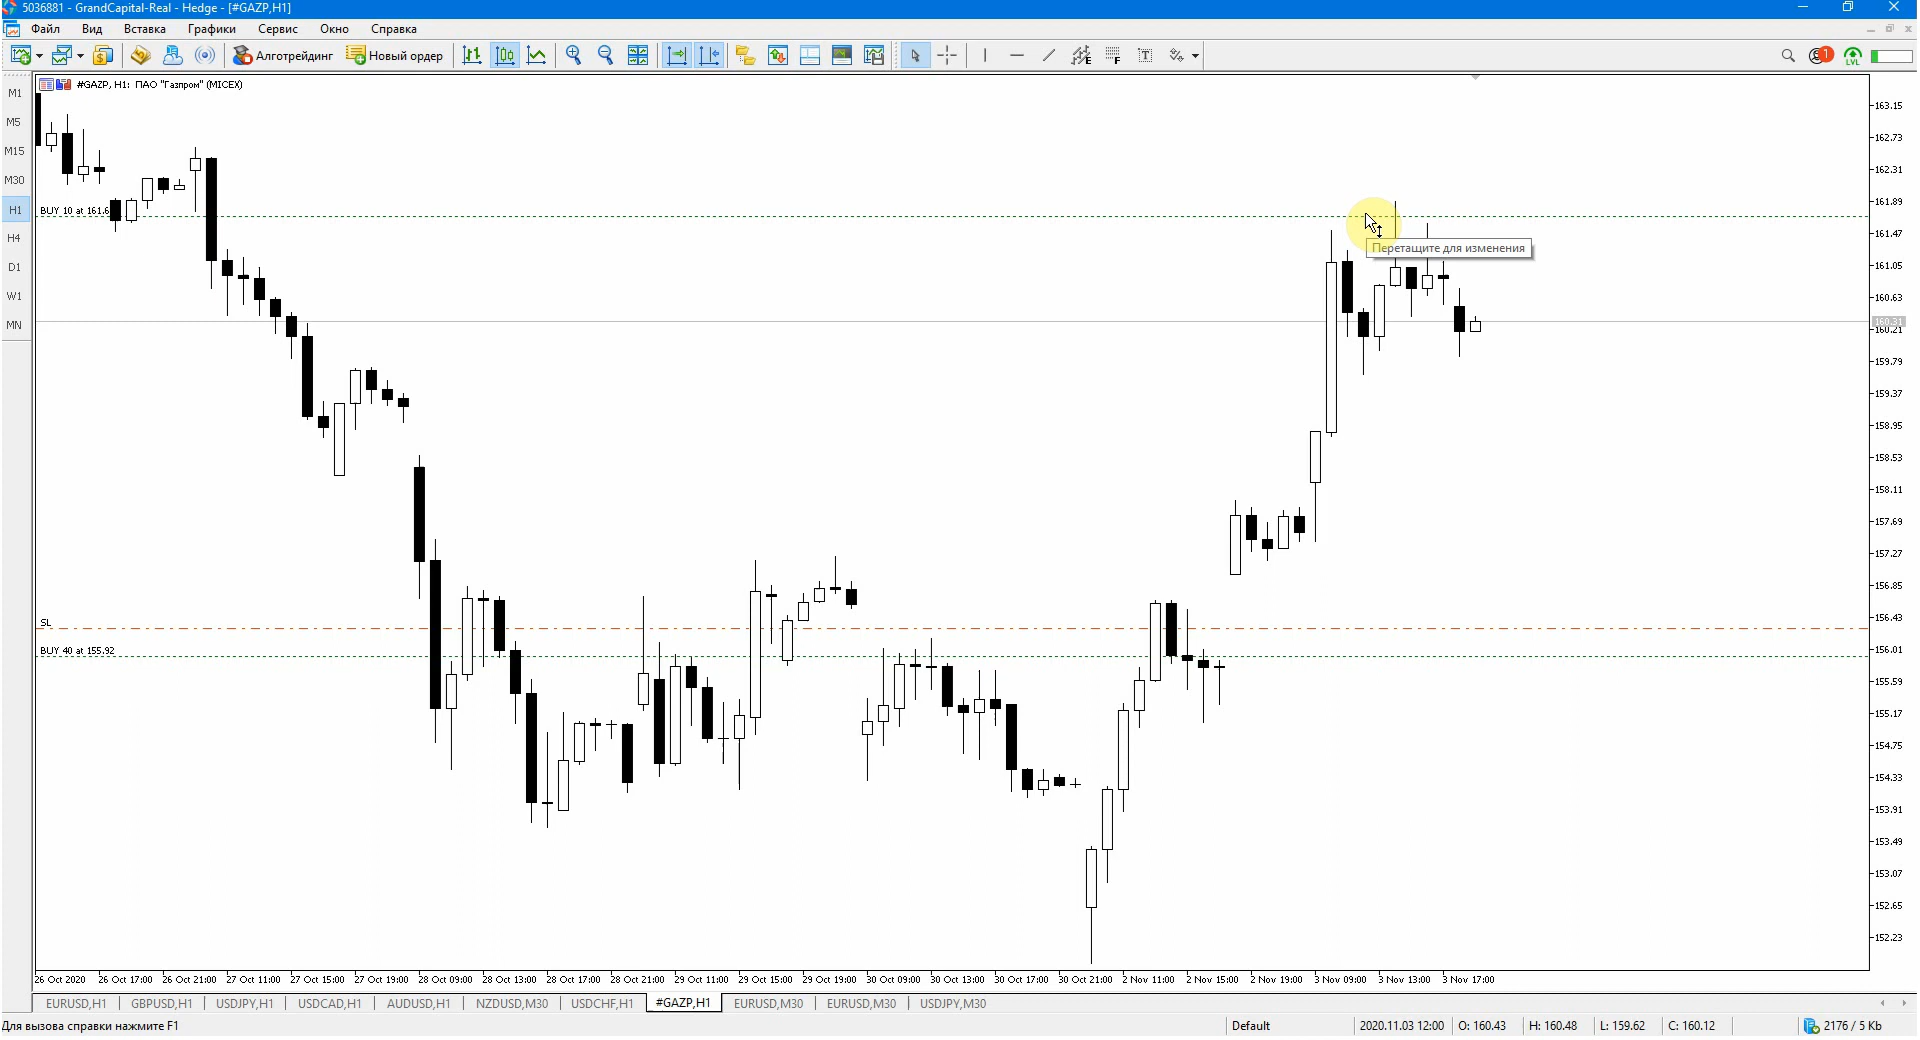 5036881 - GrandCapital-Real - Hedge - [#GAZP,H1]
Файл Вид Вставка Графики Сервис Окно Справка
Алготрейдинг Новый ордер 1 LVL
#GAZP, H1: ПАО "Газпром" (MICEX)
M1
M5
M15
M30
H1
H4
D1
W1
MN
BUY 10 at 161.6
Перетащите для изменения
SL
BUY 40 at 155.92
163.15
162.73
162.31
161.89
161.47
161.05
160.63
160.31
160.21
159.79
159.37
158.95
158.53
158.11
157.69
157.27
156.85
156.43
156.01
155.59
155.17
154.75
154.33
153.91
153.49
153.07
152.65
152.23
26 Oct 2020 26 Oct 17:00 26 Oct 21:00 27 Oct 11:00 27 Oct 15:00 27 Oct 19:00 28 Oct 09:00 28 Oct 13:00 28 Oct 17:00 28 Oct 21:00 29 Oct 11:00 29 Oct 15:00 29 Oct 19:00 30 Oct 09:00 30 Oct 13:00 30 Oct 17:00 30 Oct 21:00 2 Nov 11:00 2 Nov 15:00 2 Nov 19:00 3 Nov 09:00 3 Nov 13:00 3 Nov 17:00
EURUSD,H1 GBPUSD,H1 USDJPY,H1 USDCAD,H1 AUDUSD,H1 NZDUSD,M30 USDCHF,H1 #GAZP,H1 EURUSD,M30 EURUSD,M30 USDJPY,M30
Для вызова справки нажмите F1 Default 2020.11.03 12:00 O: 160.43 H: 160.48 L: 159.62 C: 160.12 2176 / 5 Kb